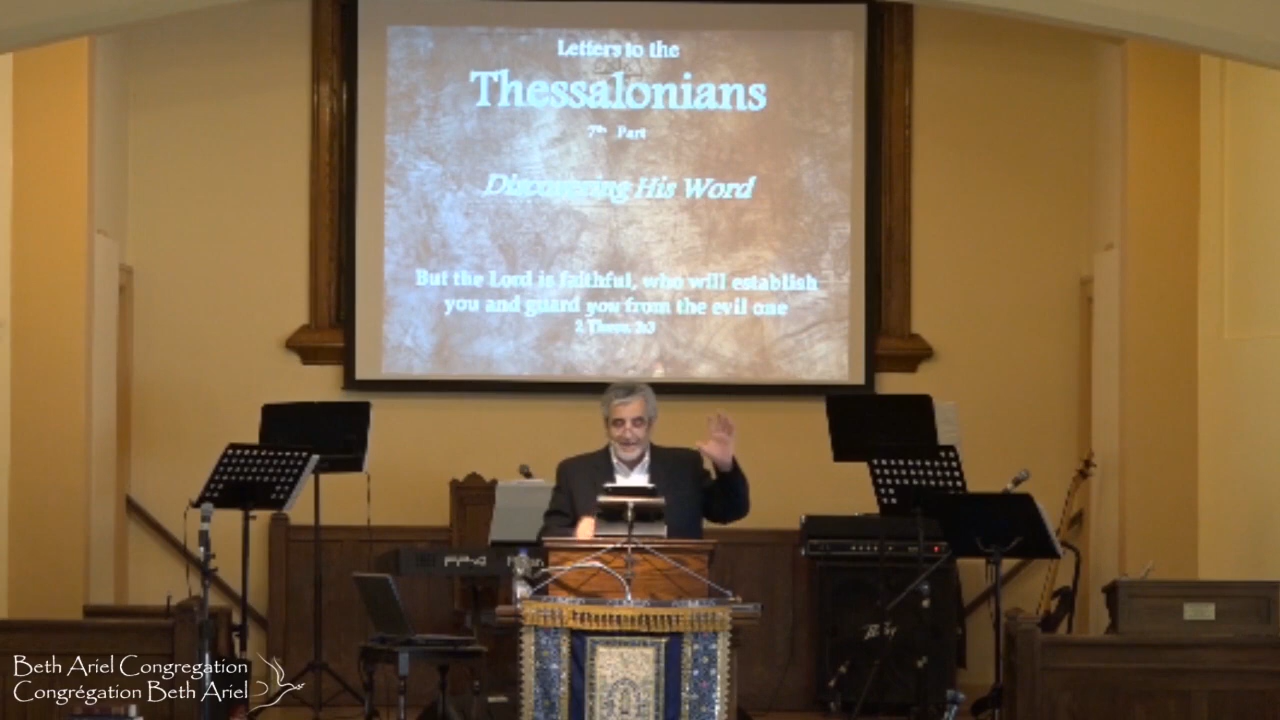 Letters to the
Thessalonians
7th Part
Discovering His Word
But the Lord is faithful, who will establish
you and guard you from the evil one
2 Thess. 3:3
Beth Ariel Congregation
Congrégation Beth Ariel